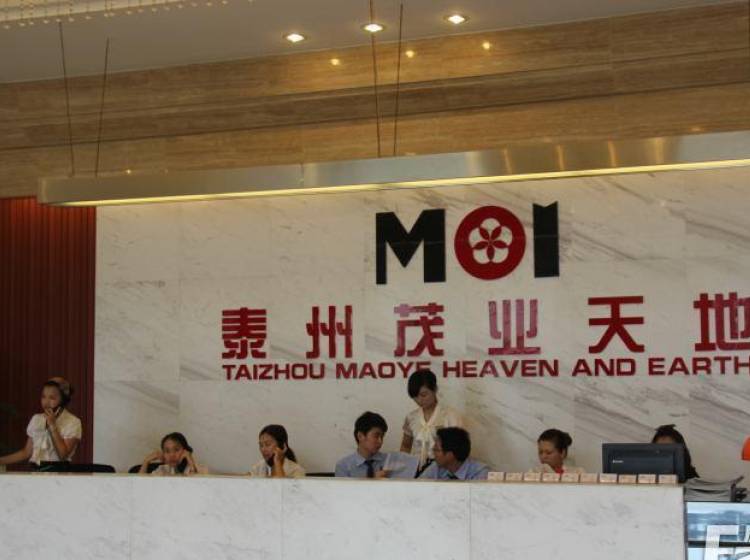 MOI
泰州茂业天地
TAIZHOU MAOYE HEAVEN AND EARTH